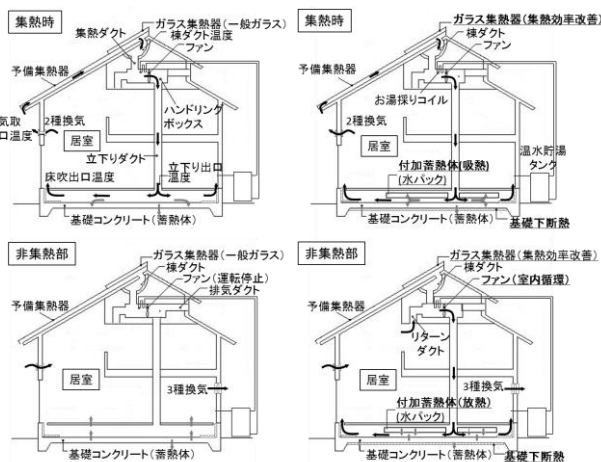 集熱時
ガラス集熱器(一般ガラス)
集熱ダクト
棟ダクト温度
ファン
予備集熱器
ハンドリング
ボックス
気取
口温度
2種換気
居室
立下りダクト
立下り出口
温度
床吹出口温度
基礎コンクリート(蓄熱体)
集熱時
ガラス集熱器(集熱効率改善)
棟ダクト
ファン
予備集熱器
お湯採りコイル
2種換気
居室
温水貯湯
タンク
付加蓄熱体(吸熱)
(水パック)
基礎コンクリート(蓄熱体)
基礎下断熱
非集熱部
ガラス集熱器(一般ガラス)
棟ダクト
ファン(運転停止)
排気ダクト
予備集熱器
居室
3種換気
基礎コンクリート(蓄熱体)
非集熱部
ガラス集熱器(集熱効率改善)
棟ダクト
ファン(室内循環)
予備集熱器
リターン
ダクト
居室
3種換気
付加蓄熱体(放熱)
(水パック)
基礎コンクリート(蓄熱体)
基礎下断熱